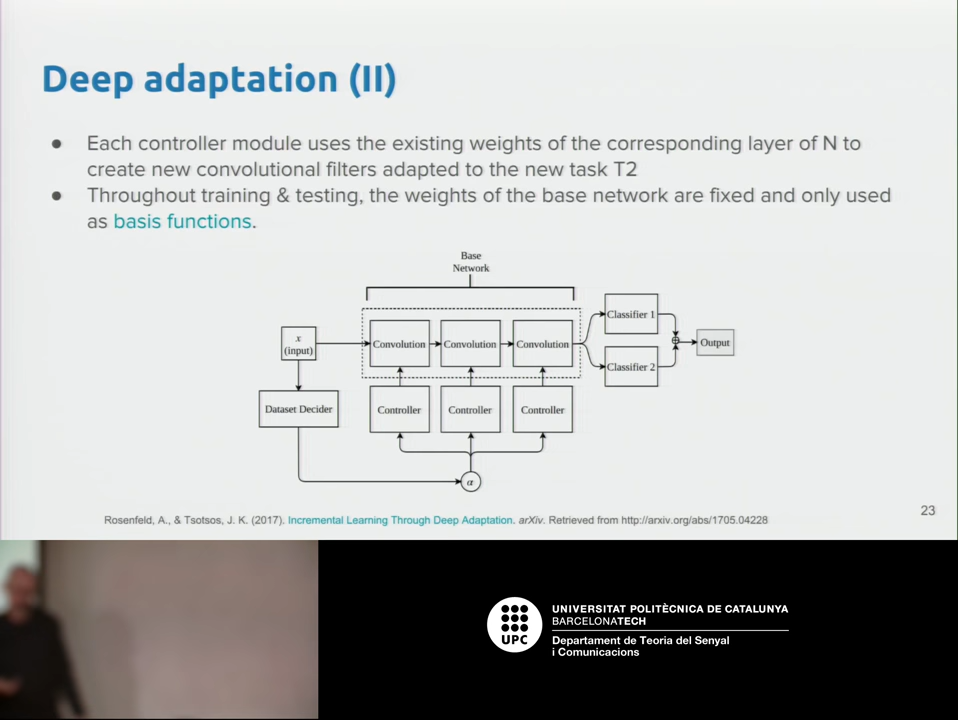 Deep adaptation (II)
● Each controller module uses the existing weights of the corresponding layer of N to
create new convolutional filters adapted to the new task T2
● Throughout training & testing, the weights of the base network are fixed and only used
as basis functions.
Base
Network
x
(input)
Convolution
Convolution
Convolution
Classifier 1
Classifier 2
Output
Dataset Decider
Controller
Controller
Controller
α
Rosenfeld, A., & Tsotsos, J. K. (2017). Incremental Learning Through Deep Adaptation. arXiv. Retrieved from http://arxiv.org/abs/1705.04228
23
UPC
UNIVERSITAT POLITÈCNICA DE CATALUNYA
BARCELONATECH
Departament de Teoria del Senyal
i Comunicacions